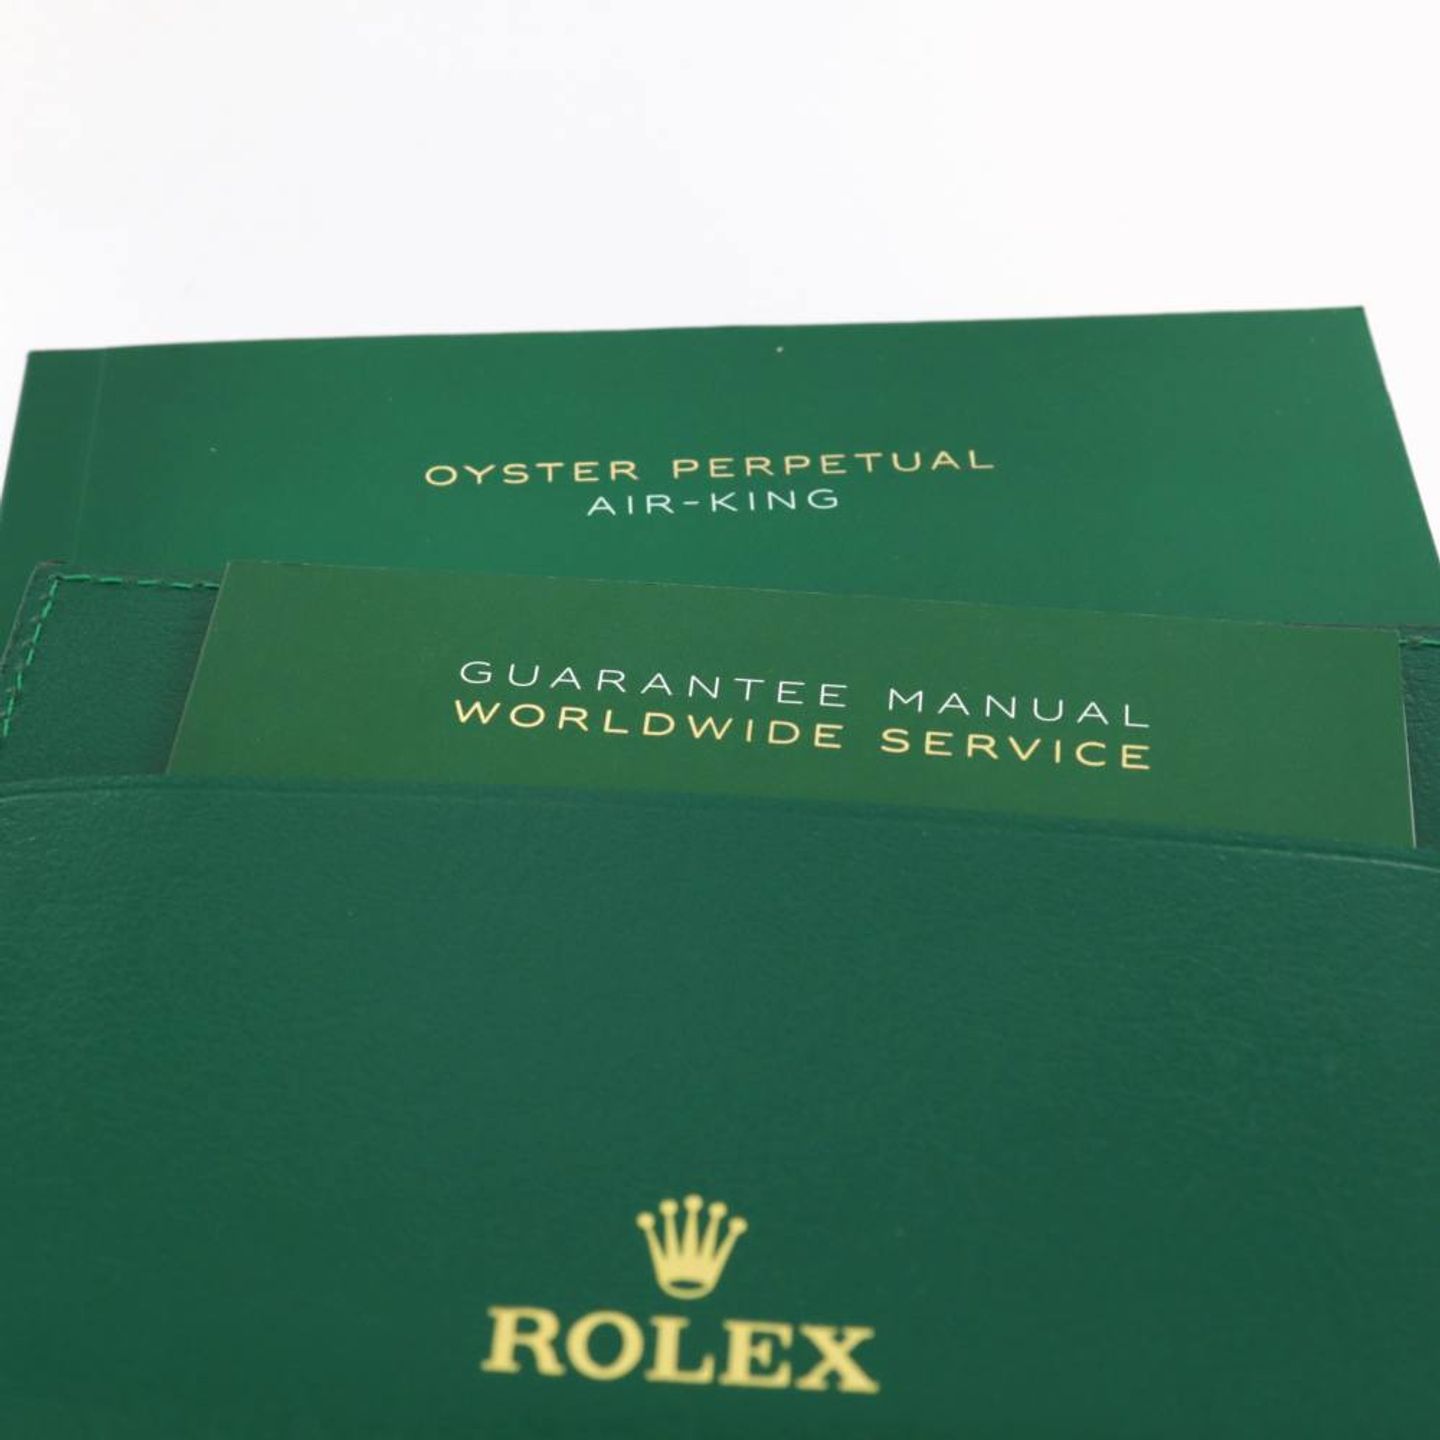 OYSTER PERPETUAL
AIR-KING
GUARANTEE MANUAL
WORLDWIDE SERVICE
ROLEX